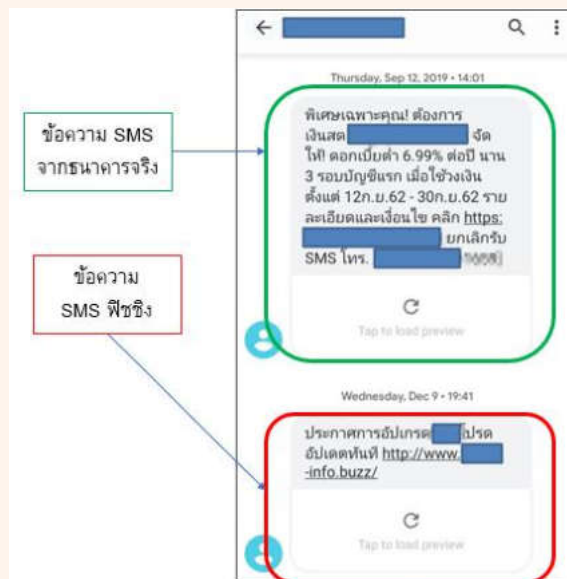 Thursday, Sep 12, 2019 • 14:01
พิเศษเฉพาะคุณ! ต้องการ
เงินสด จัด
ให้! ดอกเบี้ยต่ำ 6.99% ต่อปี นาน
3 รอบบัญชีแรก เมื่อใช้วงเงิน
ตั้งแต่ 12ก.ย.62 - 30ก.ย.62 ราย
ละเอียดและเงื่อนไข คลิก https:
ยกเลิกรับ
SMS โทร.
Tap to load preview
ข้อความ SMS
จากธนาคารจริง
ข้อความ
SMS ฟิชชิง
Wednesday, Dec 9 • 19:41
ประกาศการอัปเกรด โปรด
อัปเดตทันที http://www.
-info.buzz/
Tap to load preview